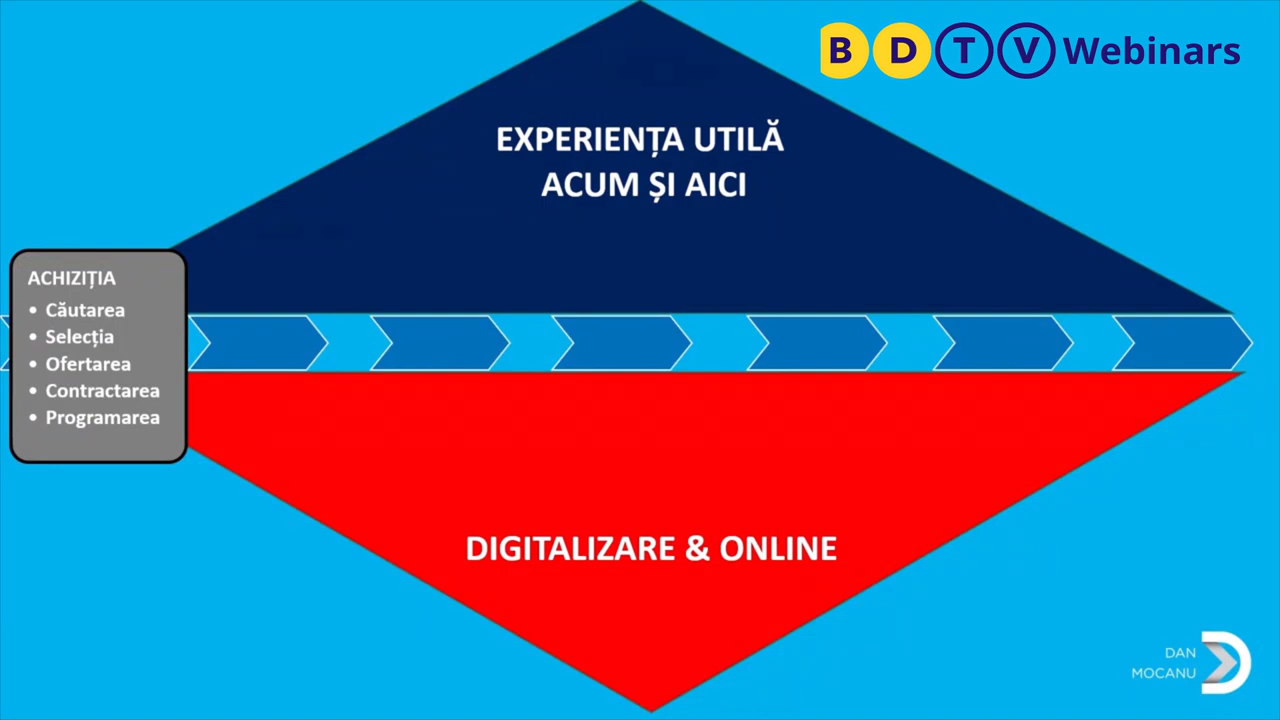 B D T V Webinars
EXPERIENȚA UTILĂ
ACUM ȘI AICI
ACHIZIȚIA
• Căutarea
• Selecția
• Ofertarea
• Contractarea
• Programarea
DIGITALIZARE & ONLINE
DAN
MOCANU